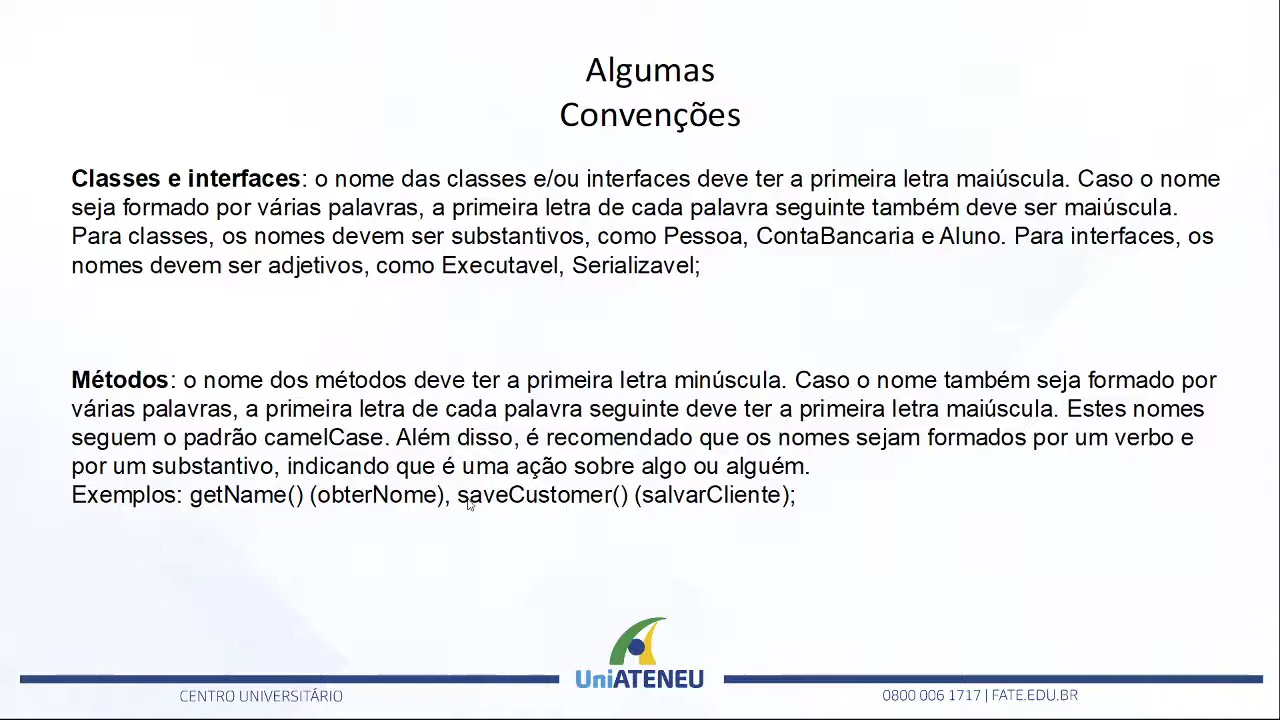 Algumas
Convenções
Classes e interfaces: o nome das classes e/ou interfaces deve ter a primeira letra maiúscula. Caso o nome
seja formado por várias palavras, a primeira letra de cada palavra seguinte também deve ser maiúscula.
Para classes, os nomes devem ser substantivos, como Pessoa, ContaBancaria e Aluno. Para interfaces, os
nomes devem ser adjetivos, como Executavel, Serializavel;
Métodos: o nome dos métodos deve ter a primeira letra minúscula. Caso o nome também seja formado por
várias palavras, a primeira letra de cada palavra seguinte deve ter a primeira letra maiúscula. Estes nomes
seguem o padrão camelCase. Além disso, é recomendado que os nomes sejam formados por um verbo e
por um substantivo, indicando que é uma ação sobre algo ou alguém.
Exemplos: getName() (obterNome), saveCustomer() (salvarCliente);
UniATENEU
CENTRO UNIVERSITÁRIO
0800 006 1717 | FATE.EDU.BR